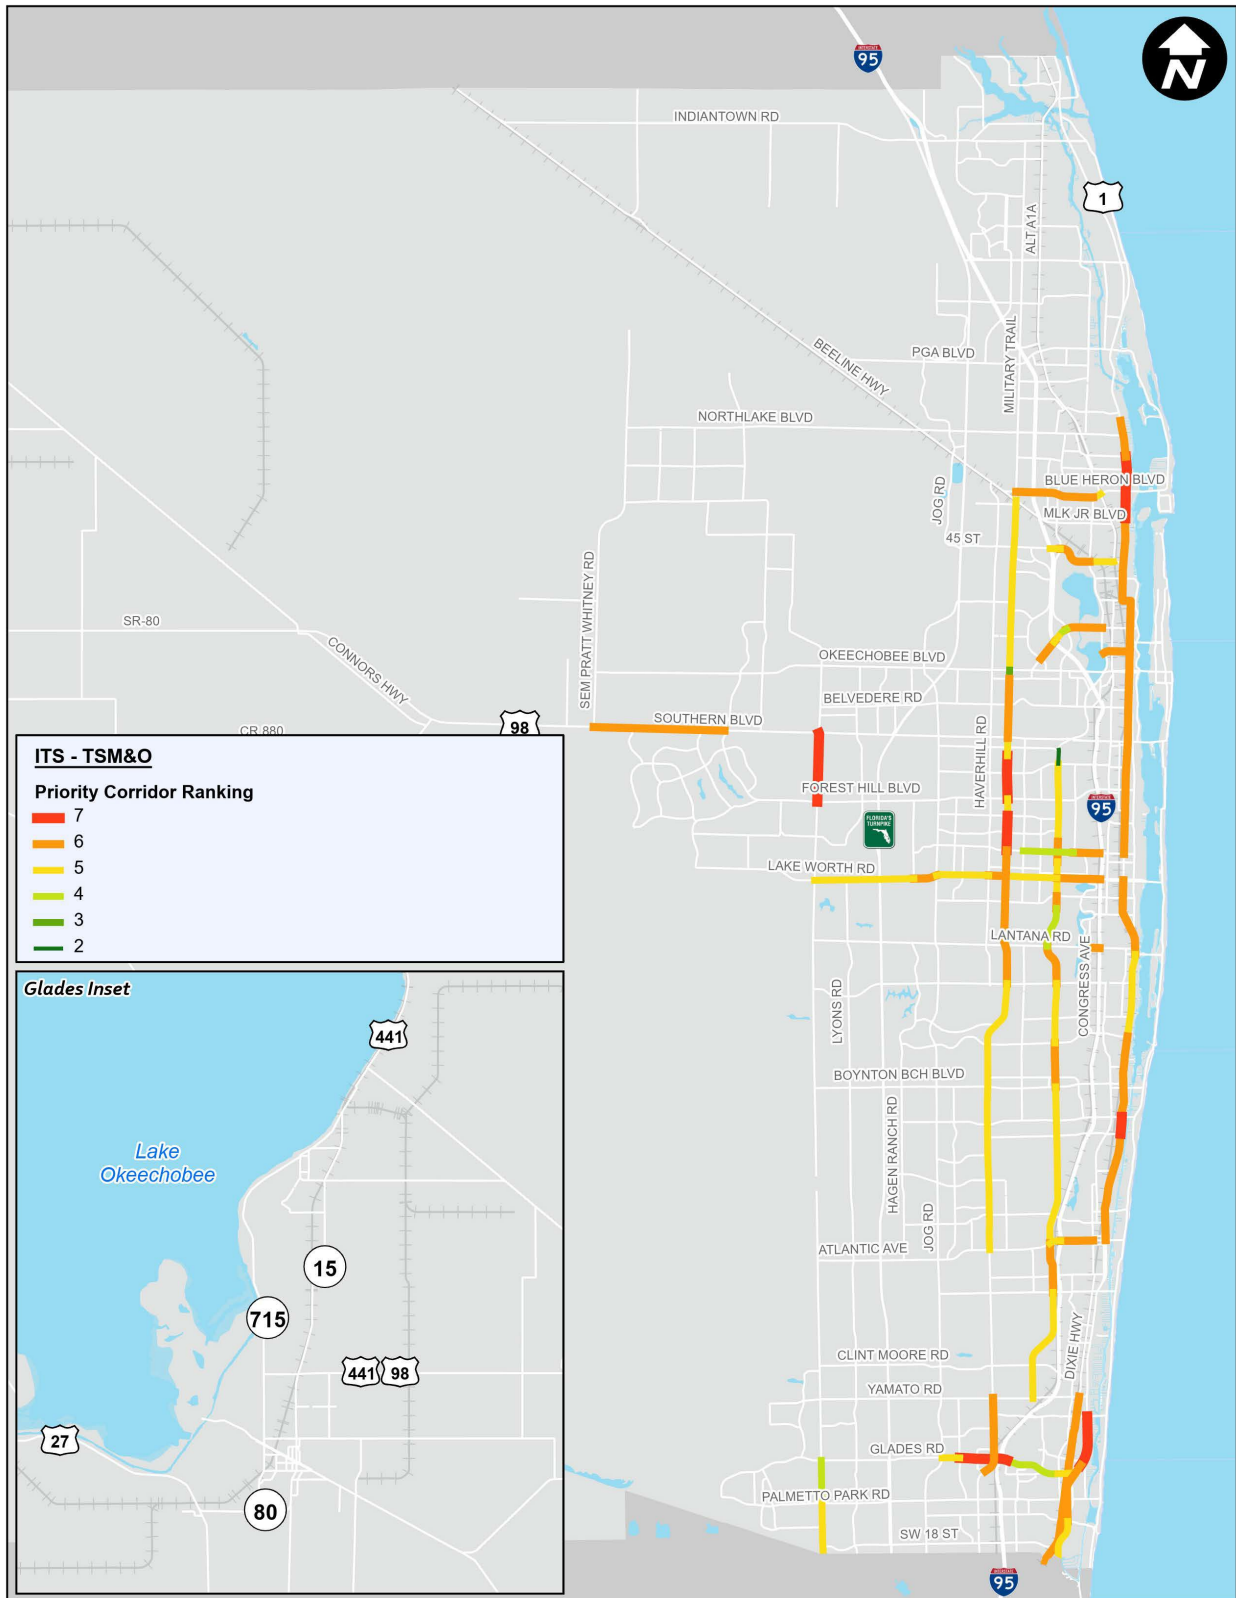 INTERSTATE
95
N
INDIANTOWN RD
1
ALT A1A
MILITARY TRAIL
PGA BLVD
BEELINE HWY
NORTHLAKE BLVD
BLUE HERON BLVD
JOG RD
MLK JR BLVD
45 ST
SEM PRATT WHITNEY RD
SR-80
CONNORS HWY
OKEECHOBEE BLVD
BELVEDERE RD
SOUTHERN BLVD
98
CR 880
HAVERHILL RD
FOREST HILL BLVD
INTERSTATE
95
FLORIDA'S
TURNPIKE
LAKE WORTH RD
LANTANA RD
CONGRESS AVE
LYONS RD
BOYNTON BCH BLVD
HAGEN RANCH RD
JOG RD
ATLANTIC AVE
DIXIE HWY
CLINT MOORE RD
YAMATO RD
GLADES RD
PALMETTO PARK RD
SW 18 ST
INTERSTATE
95
ITS - TSM&O
Priority Corridor Ranking
7
6
5
4
3
2
Glades Inset
441
Lake
Okeechobee
15
715
441
98
27
80